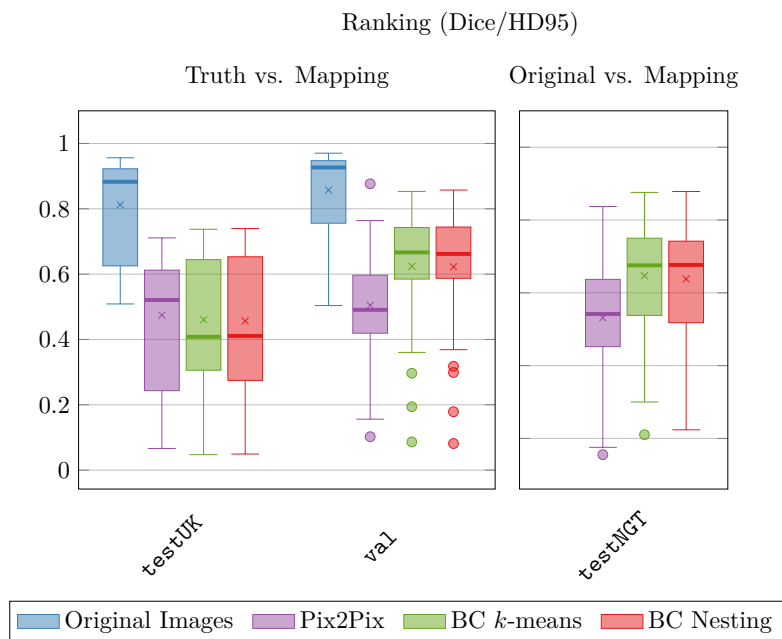 Ranking (Dice/HD95)
Truth vs. Mapping
Original vs. Mapping
1
0.8
0.6
0.4
0.2
0
testUK
val
testNGT
Original Images
Pix2Pix
BC k-means
BC Nesting